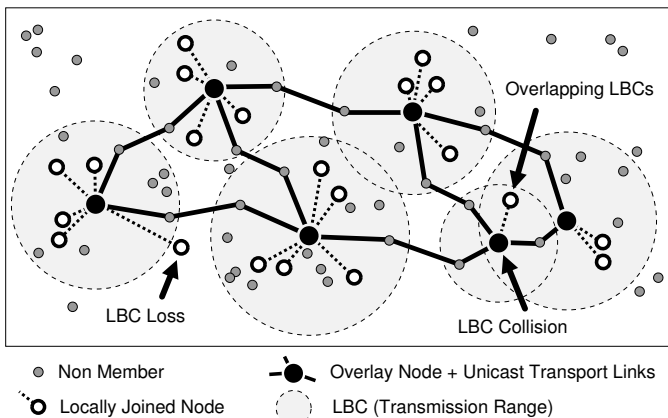 Overlapping LBCs
LBC Loss
LBC Collision
Non Member
Overlay Node + Unicast Transport Links
Locally Joined Node
LBC (Transmission Range)